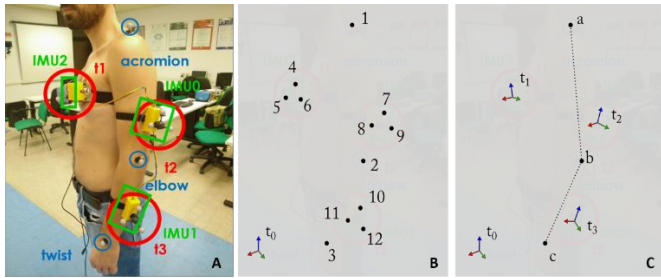 IMU2
t1
acromion
IMU0
t2
elbow
IMU1
t3
twist
A
1
4
5
6
7
8
9
2
10
11
12
3
t0
B
a
t1
t2
b
t3
t0
c
C